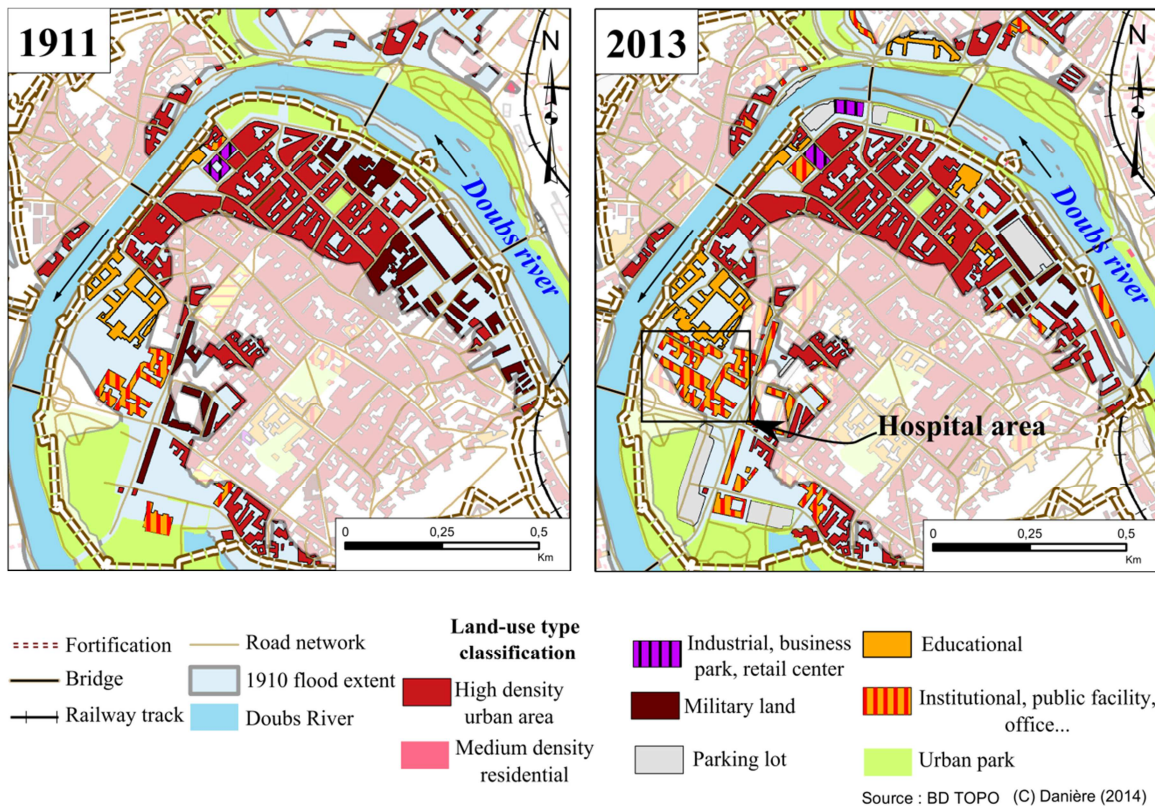 1911
N
Doubs river
0
0,25
0,5
Km
2013
N
Doubs river
Hospital area
0
0,25
0,5
Km
Fortification
Bridge
Railway track
Road network
1910 flood extent
Doubs River
Land-use type
classification
High density
urban area
Medium density
residential
Industrial, business
park, retail center
Military land
Parking lot
Educational
Institutional, public facility,
office...
Urban park
Source : BD TOPO (C) Danière (2014)